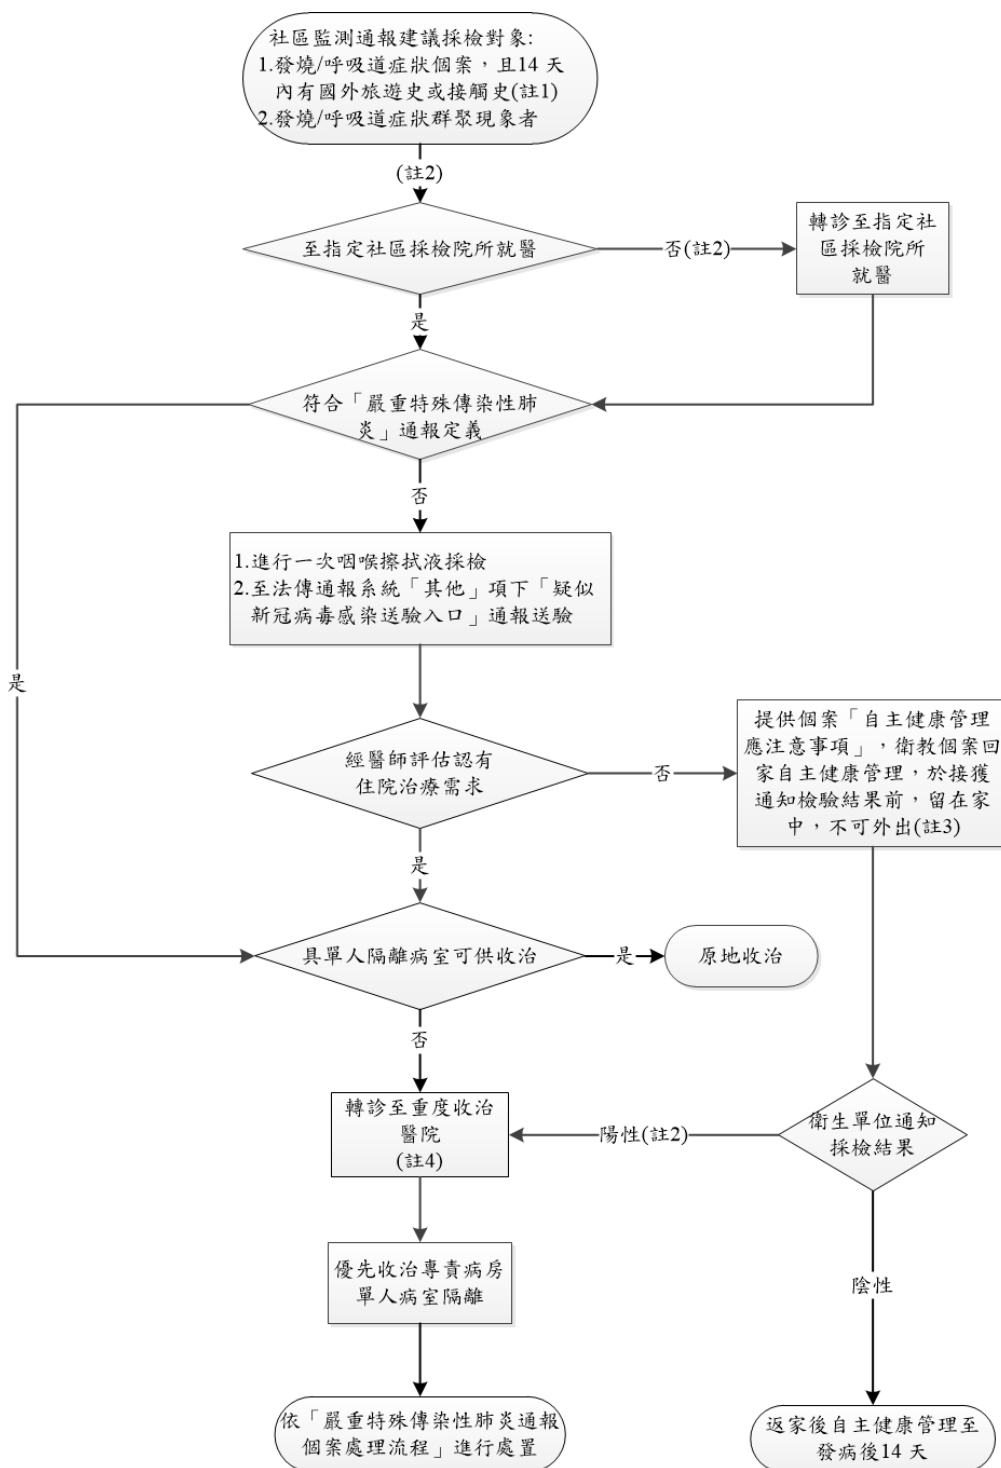 社區監測通報建議採檢對象:
1.發燒/呼吸道症狀個案，且14 天
內有國外旅遊史或接觸史(註1)
2.發燒/呼吸道症狀群聚現象者
(註2)
至指定社區採檢院所就醫
否(註2)
轉診至指定社
區採檢院所
就醫
是
符合「嚴重特殊傳染性肺
炎」通報定義
否
1.進行一次咽喉擦拭液採檢
2.至法傳通報系統「其他」項下「疑似
新冠病毒感染送驗入口」通報送驗
是
經醫師評估認有
住院治療需求
否
提供個案「自主健康管理
應注意事項」，衛教個案回
家自主健康管理，於接獲
通知檢驗結果前，留在家
中，不可外出(註3)
是
具單人隔離病室可供收治
是
原地收治
否
轉診至重度收治
醫院
(註4)
陽性(註2)
衛生單位通知
採檢結果
優先收治專責病房
單人病室隔離
陰性
依「嚴重特殊傳染性肺炎通報
個案處理流程」進行處置
返家後自主健康管理至
發病後14 天